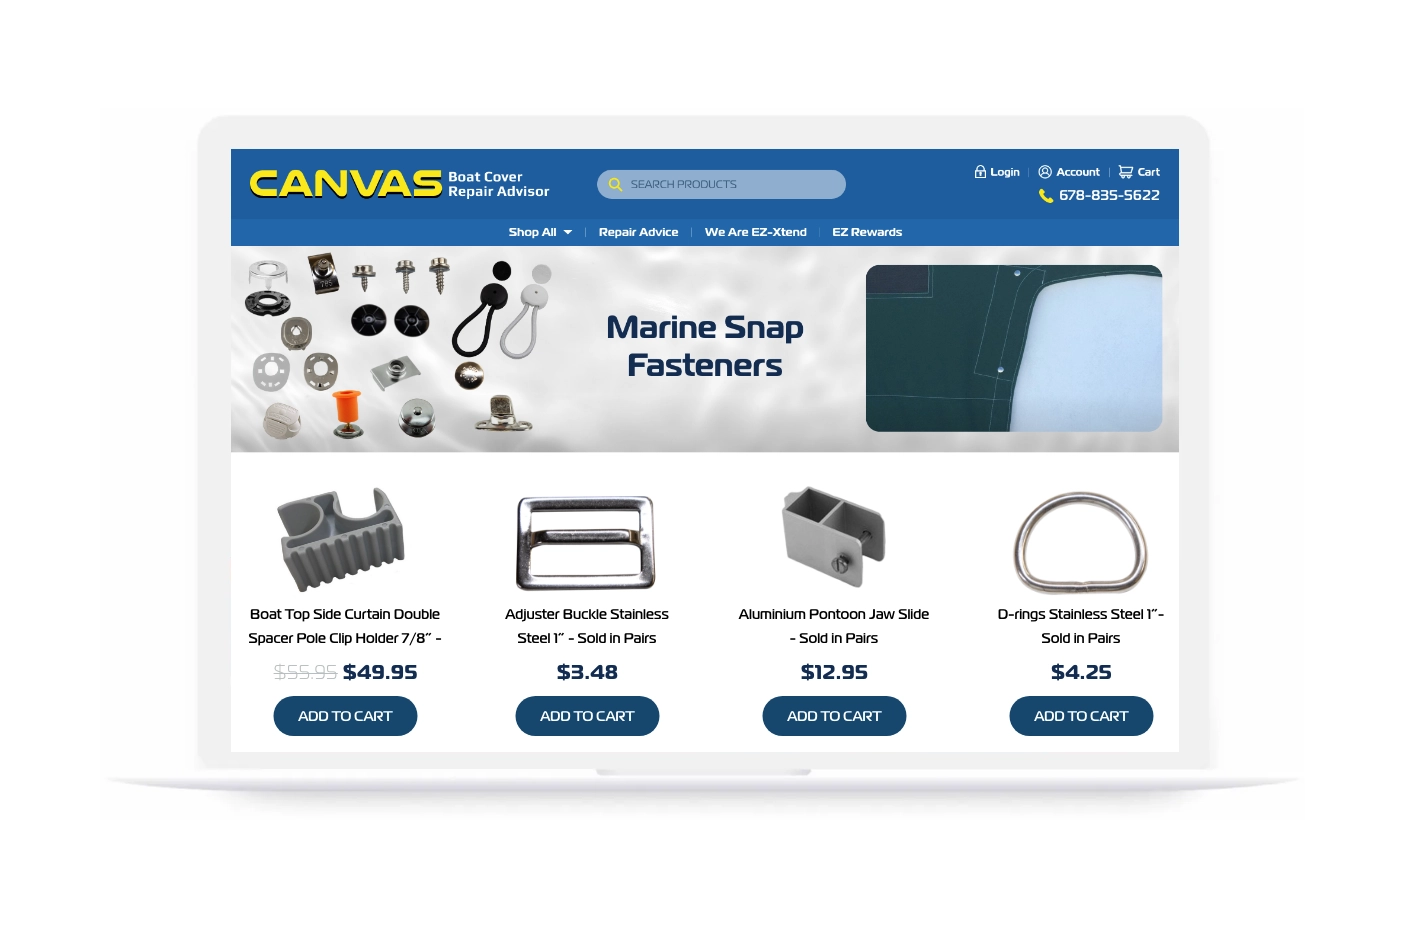 CANVAS
Boat Cover
Repair Advisor
SEARCH PRODUCTS
Login
Account
Cart
678-835-5622
Shop All
Repair Advice
We Are EZ-Xtend
EZ Rewards
Marine Snap
Fasteners
Boat Top Side Curtain Double
Spacer Pole Clip Holder 7/8″ -
$55.95 $49.95
ADD TO CART
Adjuster Buckle Stainless
Steel 1″ - Sold in Pairs
$3.48
ADD TO CART
Aluminium Pontoon Jaw Slide
- Sold in Pairs
$12.95
ADD TO CART
D-rings Stainless Steel 1″-
Sold in Pairs
$4.25
ADD TO CART